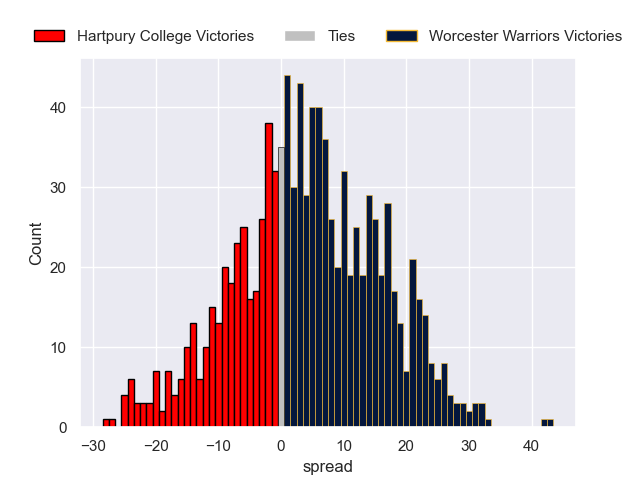 Hartpury College Victories Ties Worcester Warriors Victories
40
30
20
10
0
Count
−30 −20 −10 0 10 20 30 40
spread